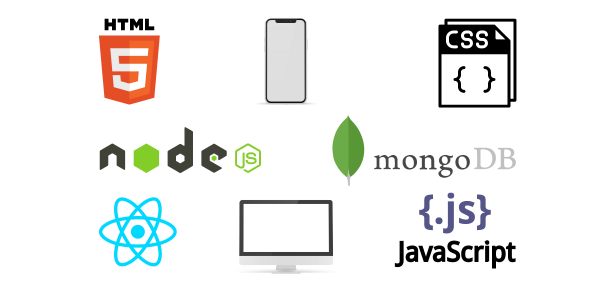 HTML
5
CSS
{ }
node
JS
mongoDB
{.js}
JavaScript